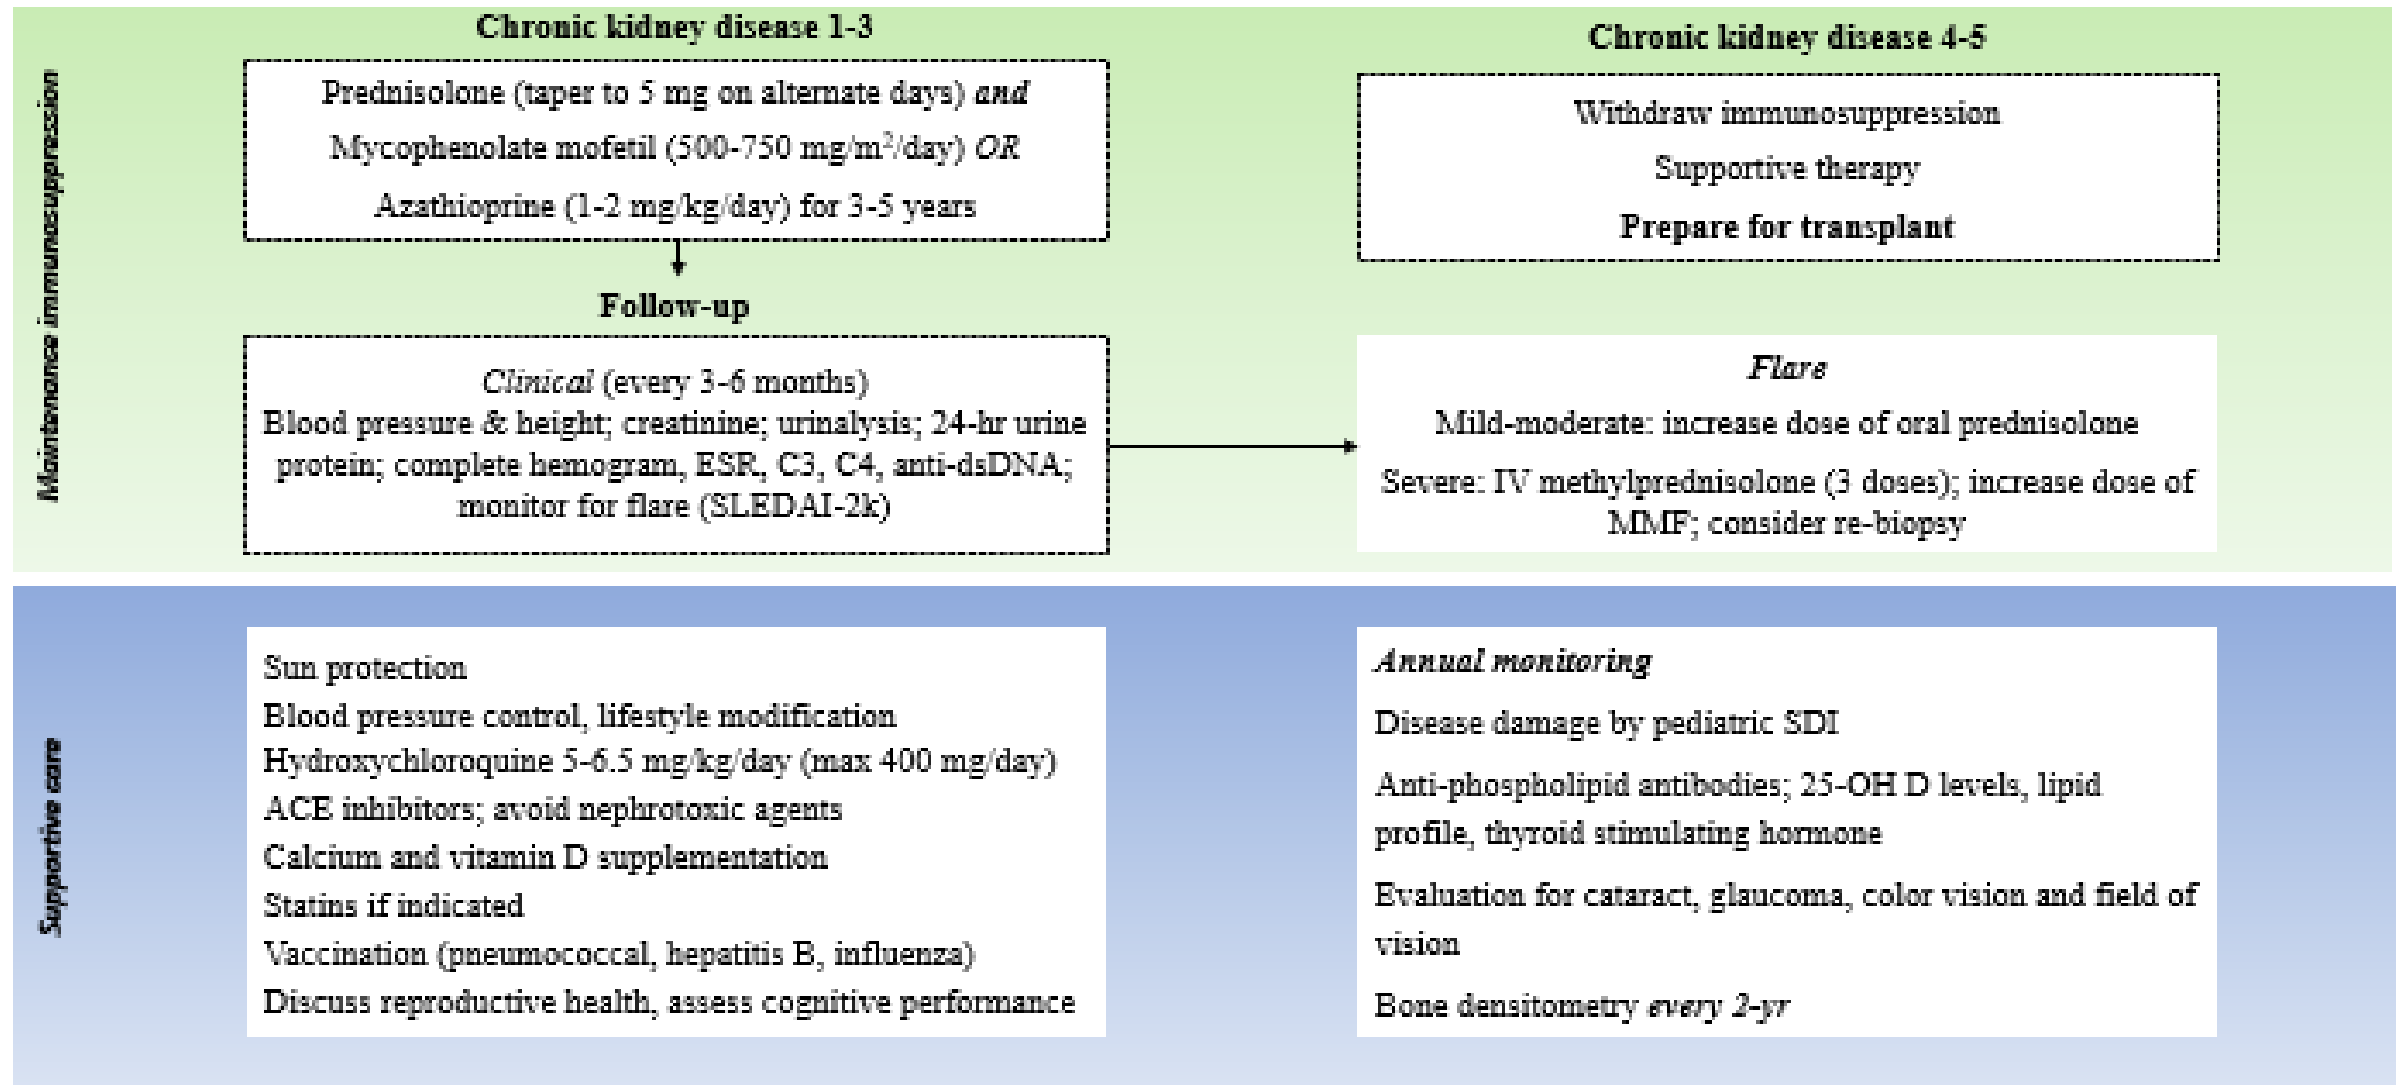 Maintenance immunosuppression
Chronic kidney disease 1-3
Prednisolone (taper to 5 mg on alternate days) and
Mycophenolate mofetil (500-750 mg/m²/day) OR
Azathioprine (1-2 mg/kg/day) for 3-5 years
Follow-up
Clinical (every 3-6 months)
Blood pressure & height; creatinine; urinalysis; 24-hr urine
protein; complete hemogram, ESR, C3, C4, anti-dsDNA;
monitor for flare (SLEDAI-2k)
Chronic kidney disease 4-5
Withdraw immunosuppression
Supportive therapy
Prepare for transplant
Flare
Mild-moderate: increase dose of oral prednisolone
Severe: IV methylprednisolone (3 doses); increase dose of
MMF; consider re-biopsy
Supportive care
Sun protection
Blood pressure control, lifestyle modification
Hydroxychloroquine 5-6.5 mg/kg/day (max 400 mg/day)
ACE inhibitors; avoid nephrotoxic agents
Calcium and vitamin D supplementation
Statins if indicated
Vaccination (pneumococcal, hepatitis B, influenza)
Discuss reproductive health, assess cognitive performance
Annual monitoring
Disease damage by pediatric SDI
Anti-phospholipid antibodies; 25-OH D levels, lipid
profile, thyroid stimulating hormone
Evaluation for cataract, glaucoma, color vision and field of
vision
Bone densitometry every 2-yr